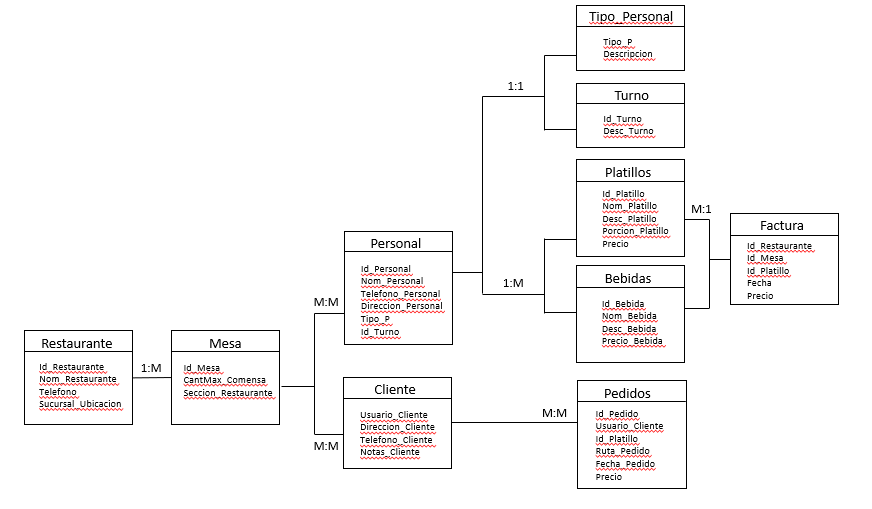 Tipo_Personal
Tipo_P
Descripcion
1:1
Turno
Id_Turno
Desc_Turno
Platillos
Id_Platillo
Nom_Platillo
Desc_Platillo
Porcion_Platillo
Precio
M:1
Factura
Id_Restaurante
Id_Mesa
Id_Platillo
Fecha
Precio
Personal
Id_Personal
Nom_Personal
Telefono_Personal
Direccion_Personal
Tipo_P
Id_Turno
1:M
Bebidas
Id_Bebida
Nom_Bebida
Desc_Bebida
Precio_Bebida
M:M
Restaurante
Id_Restaurante
Nom_Restaurante
Telefono
Sucursal_Ubicacion
1:M
Mesa
Id_Mesa
CantMax_Comensa
Seccion_Restaurante
M:M
Cliente
Usuario_Cliente
Direccion_Cliente
Telefono_Cliente
Notas_Cliente
M:M
Pedidos
Id_Pedido
Usuario_Cliente
Id_Platillo
Ruta_Pedido
Fecha_Pedido
Precio